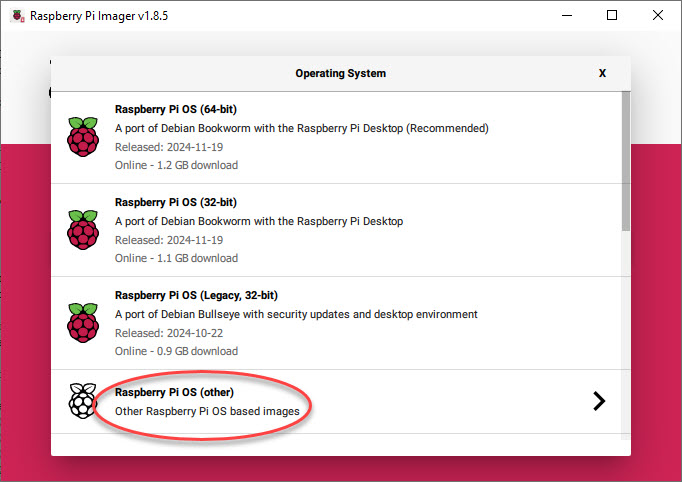 Raspberry Pi Imager v1.8.5
Operating System
X
Raspberry Pi OS (64-bit)
A port of Debian Bookworm with the Raspberry Pi Desktop (Recommended)
Released: 2024-11-19
Online - 1.2 GB download
Raspberry Pi OS (32-bit)
A port of Debian Bookworm with the Raspberry Pi Desktop
Released: 2024-11-19
Online - 1.1 GB download
Raspberry Pi OS (Legacy, 32-bit)
A port of Debian Bullseye with security updates and desktop environment
Released: 2024-10-22
Online - 0.9 GB download
Raspberry Pi OS (other)
Other Raspberry Pi OS based images